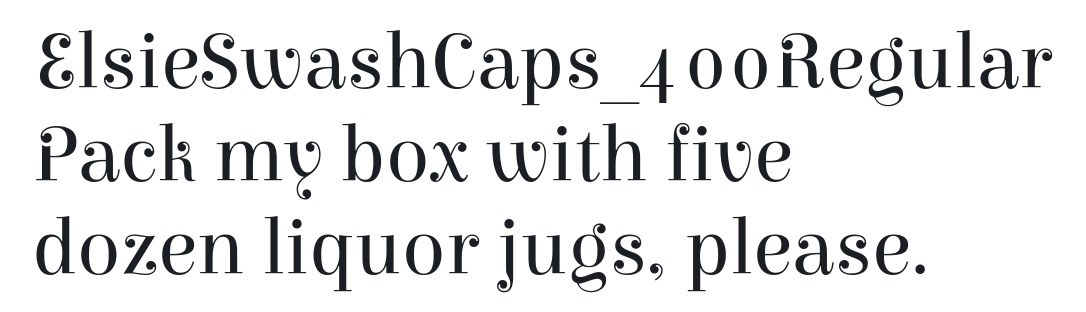 ElsieSwashCaps_400Regular
Pack my box with five
dozen liquor jugs, please.